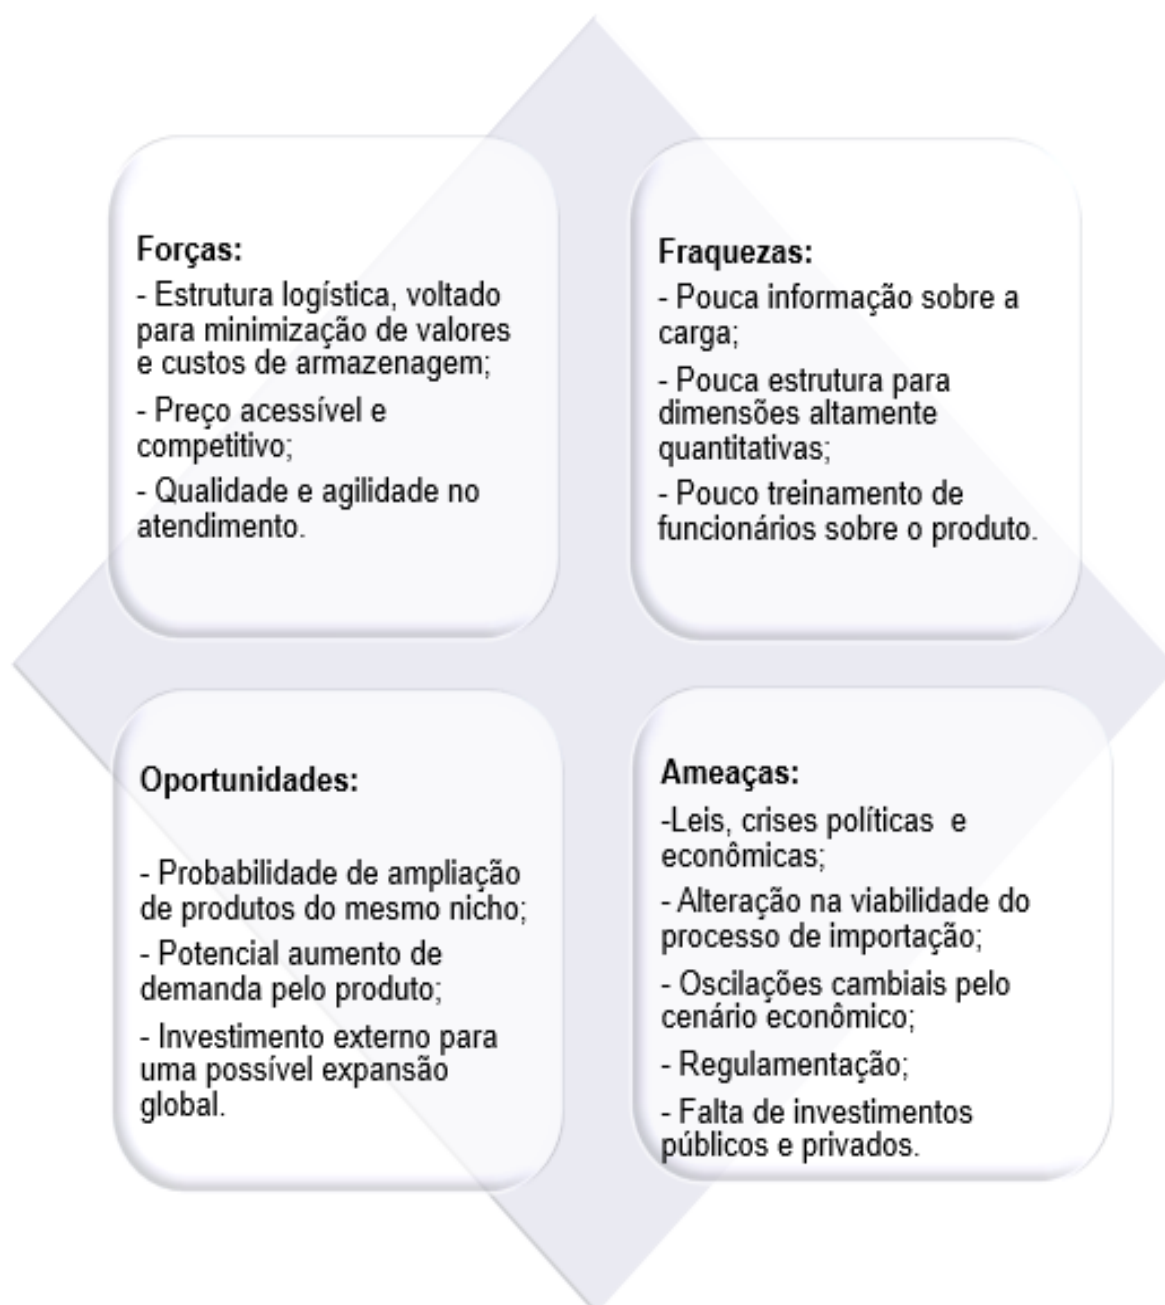 Forças:
- Estrutura logística, voltado
para minimização de valores
e custos de armazenagem;
- Preço acessível e
competitivo;
- Qualidade e agilidade no
atendimento.
Fraquezas:
- Pouca informação sobre a
carga;
- Pouca estrutura para
dimensões altamente
quantitativas;
- Pouco treinamento de
funcionários sobre o produto.
Oportunidades:
- Probabilidade de ampliação
de produtos do mesmo nicho;
- Potencial aumento de
demanda pelo produto;
- Investimento externo para
uma possível expansão
global.
Ameaças:
-Leis, crises políticas  e
econômicas;
- Alteração na viabilidade do
processo de importação;
- Oscilações cambiais pelo
cenário econômico;
- Regulamentação;
- Falta de investimentos
públicos e privados.